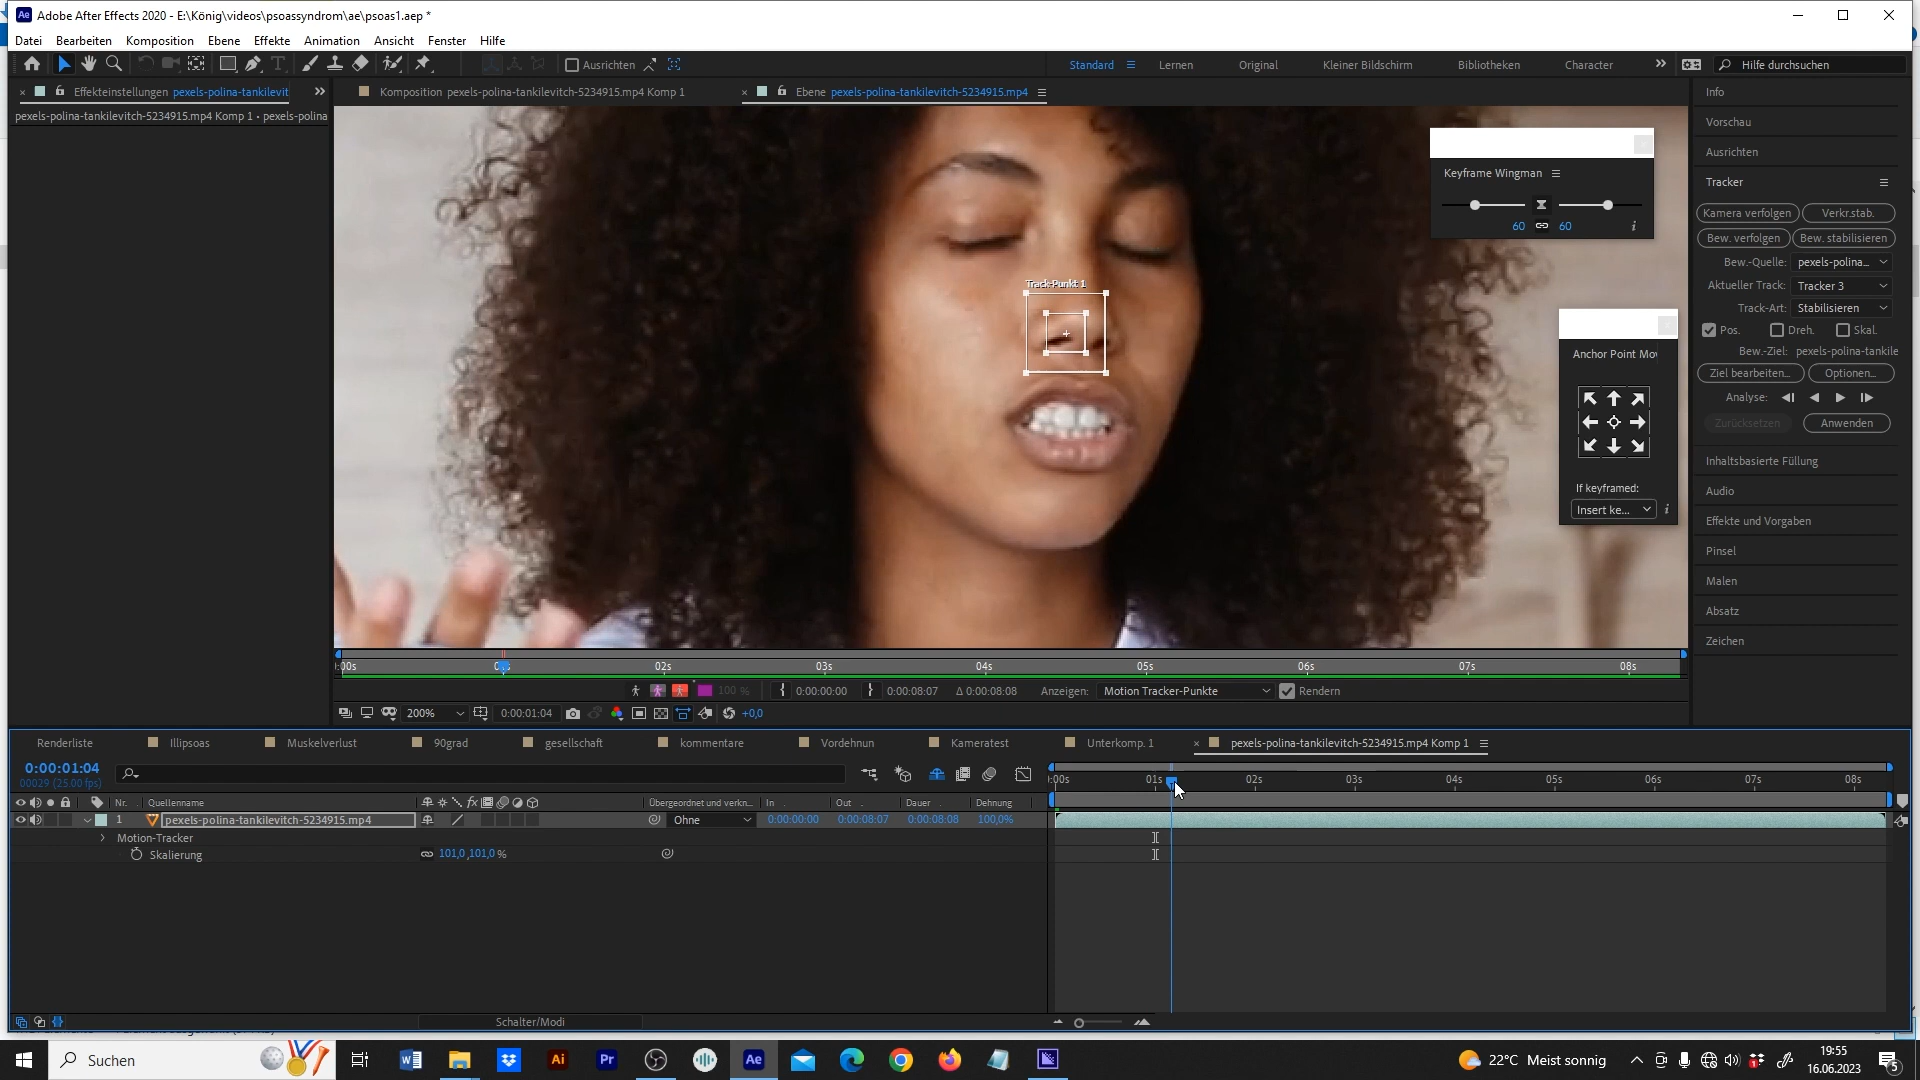 Adobe After Effects 2020 - E:\König\videos\psoassyndrom\ae\psoas1.aep *
Datei Bearbeiten Komposition Ebene Effekte Animation Ansicht Fenster Hilfe
Ausrichten Standard Lernen Original Kleiner Bildschirm Bibliotheken Character Hilfe durchsuchen
Effekteinstellungen pexels-polina-tankilevit
Komposition pexels-polina-tankilevitch-5234915.mp4 Komp 1
Ebene pexels-polina-tankilevitch-5234915.mp4
pexels-polina-tankilevitch-5234915.mp4 Komp 1 • pexels-polina
Info
Vorschau
Ausrichten
Tracker
Kamera verfolgen Verkr.stab.
Bew. verfolgen Bew. stabilisieren
Bew.-Quelle: pexels-polina...
Aktueller Track: Tracker 3
Track-Art: Stabilisieren
Pos. Dreh. Skal.
Bew.-Ziel: pexels-polina-tankile
Ziel bearbeiten... Optionen...
Analyse:
Zurücksetzen Anwenden
Inhaltsbasierte Füllung
Audio
Effekte und Vorgaben
Pinsel
Malen
Absatz
Zeichen
Keyframe Wingman
60 60
Track-Punkt 1
Anchor Point Mov
If keyframed:
Insert ke...
:00s 02s 03s 04s 05s 06s 07s 08s
100 % 0:00:00:00 0:00:08:07 Δ 0:00:08:08 Anzeigen: Motion Tracker-Punkte Rendern
200% 0:00:01:04 +0,0
Renderliste Illipsoas Muskelverlust 90grad gesellschaft kommentare Vordehnun Kameratest Unterkomp. 1 pexels-polina-tankilevitch-5234915.mp4 Komp 1
0:00:01:04
00029 (25.00 fps)
:00s 01s 02s 03s 04s 05s 06s 07s 08s
Nr. Quellenname Übergeordnet und verkn... In Out Dauer Dehnung
1 pexels-polina-tankilevitch-5234915.mp4 Ohne 0:00:00:00 0:00:08:07 0:00:08:08 100,0%
Motion-Tracker
Skalierung 101,0,101,0 %
Schalter/Modi
Suchen
22°C Meist sonnig
19:55
16.06.2023
5